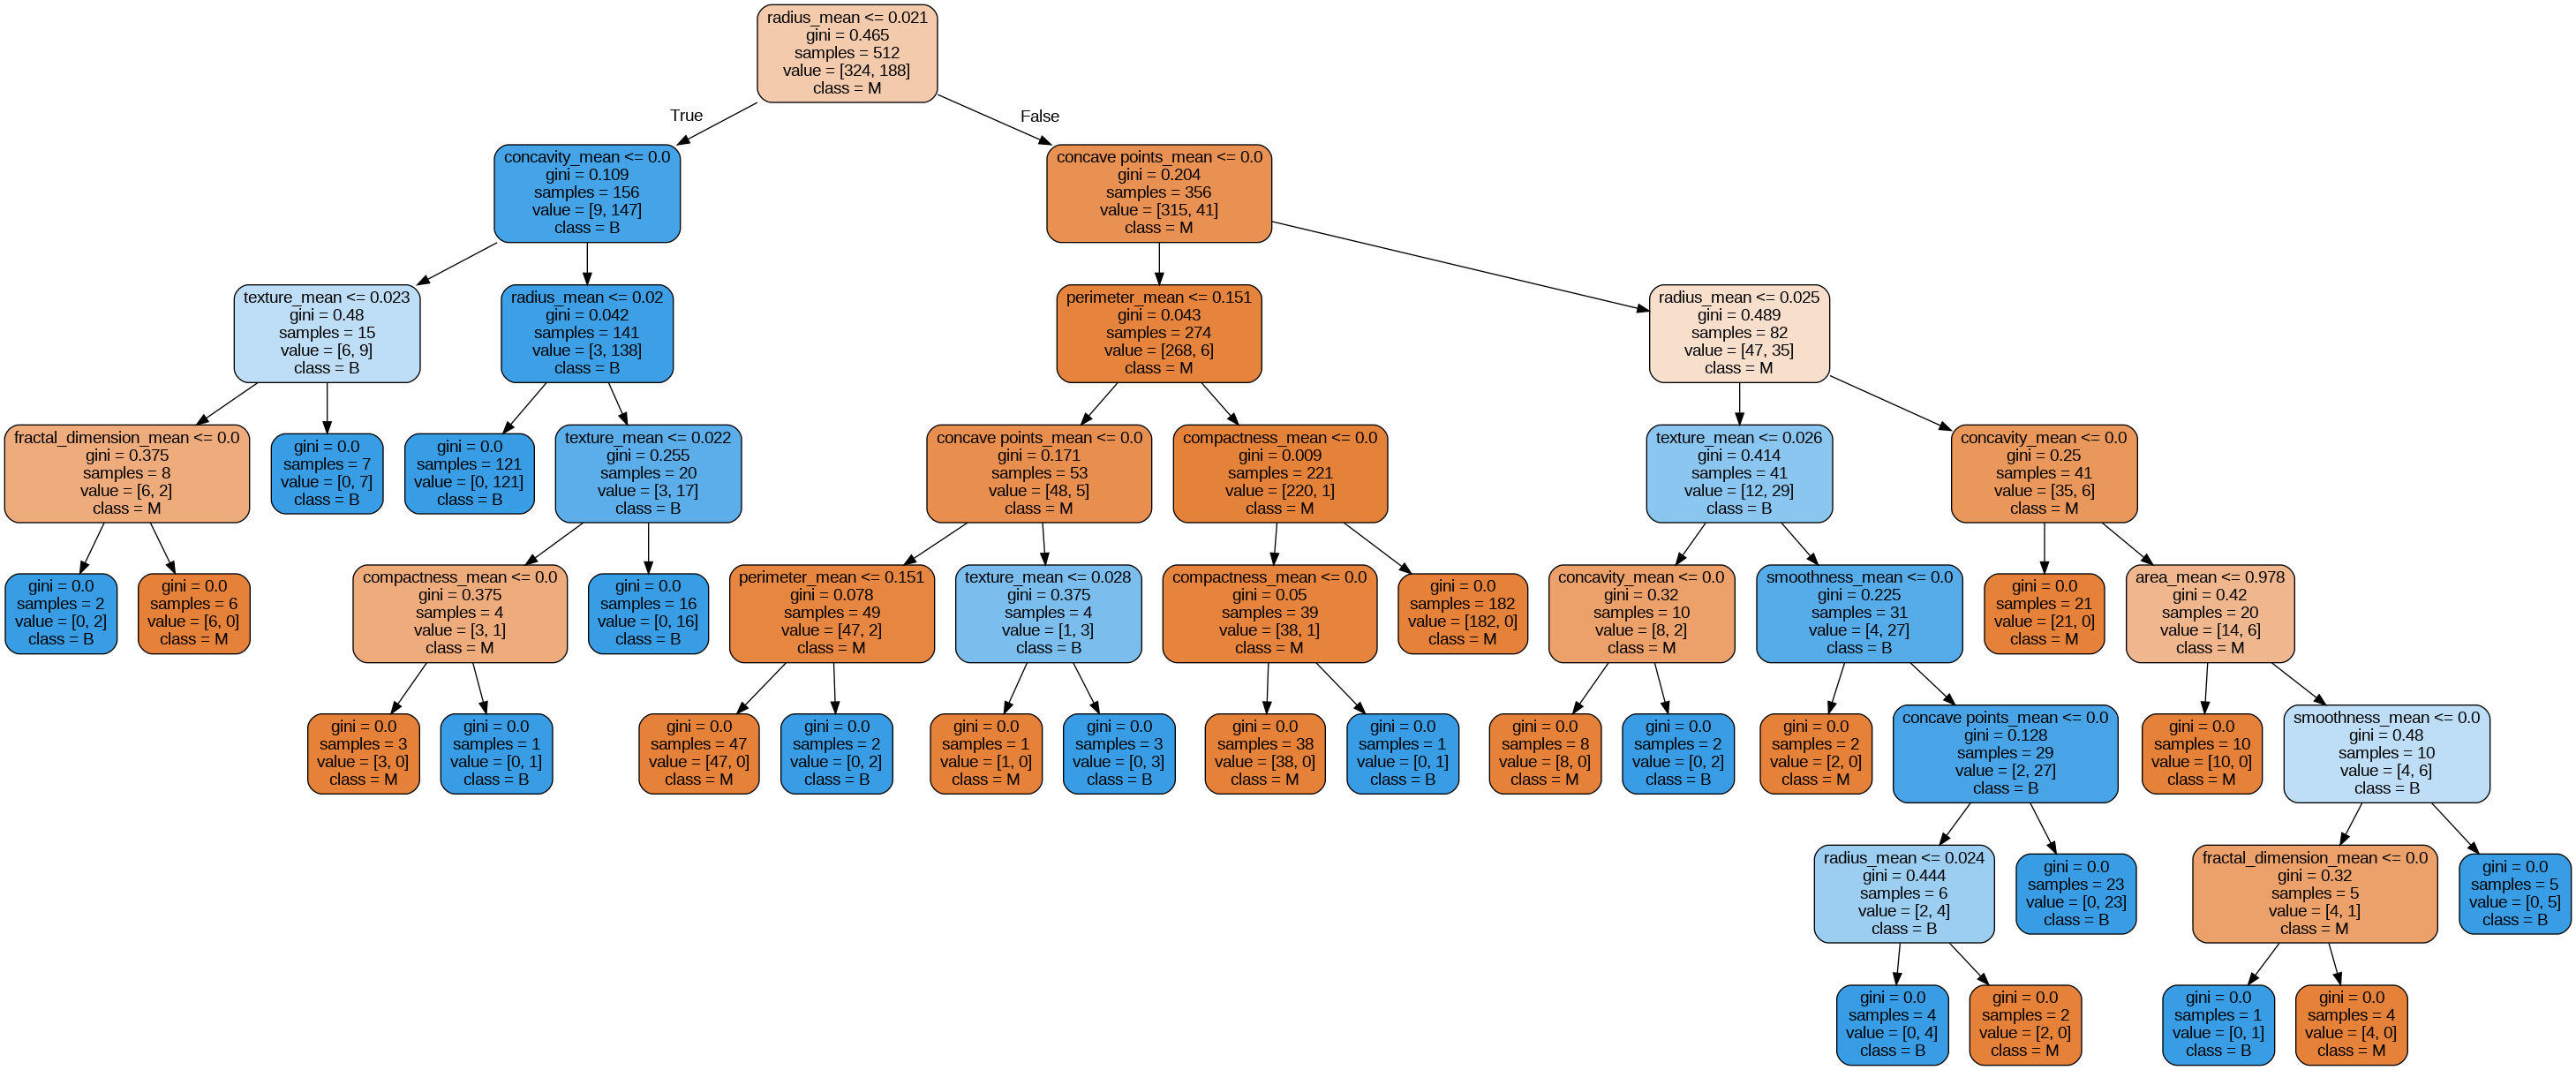 radius_mean <= 0.021
gini = 0.465
samples = 512
value = [324, 188]
class = M
True
False
concavity_mean <= 0.0
gini = 0.109
samples = 156
value = [9, 147]
class = B
concave points_mean <= 0.0
gini = 0.204
samples = 356
value = [315, 41]
class = M
texture_mean <= 0.023
gini = 0.48
samples = 15
value = [6, 9]
class = B
radius_mean <= 0.02
gini = 0.042
samples = 141
value = [3, 138]
class = B
perimeter_mean <= 0.151
gini = 0.043
samples = 274
value = [268, 6]
class = M
radius_mean <= 0.025
gini = 0.489
samples = 82
value = [47, 35]
class = M
fractal_dimension_mean <= 0.0
gini = 0.375
samples = 8
value = [6, 2]
class = M
gini = 0.0
samples = 7
value = [0, 7]
class = B
gini = 0.0
samples = 121
value = [0, 121]
class = B
texture_mean <= 0.022
gini = 0.255
samples = 20
value = [3, 17]
class = B
concave points_mean <= 0.0
gini = 0.171
samples = 53
value = [48, 5]
class = M
compactness_mean <= 0.0
gini = 0.009
samples = 221
value = [220, 1]
class = M
texture_mean <= 0.026
gini = 0.414
samples = 41
value = [12, 29]
class = B
concavity_mean <= 0.0
gini = 0.25
samples = 41
value = [35, 6]
class = M
gini = 0.0
samples = 2
value = [0, 2]
class = B
gini = 0.0
samples = 6
value = [6, 0]
class = M
compactness_mean <= 0.0
gini = 0.375
samples = 4
value = [3, 1]
class = M
gini = 0.0
samples = 16
value = [0, 16]
class = B
perimeter_mean <= 0.151
gini = 0.078
samples = 49
value = [47, 2]
class = M
texture_mean <= 0.028
gini = 0.375
samples = 4
value = [1, 3]
class = B
compactness_mean <= 0.0
gini = 0.05
samples = 39
value = [38, 1]
class = M
gini = 0.0
samples = 182
value = [182, 0]
class = M
concavity_mean <= 0.0
gini = 0.32
samples = 10
value = [8, 2]
class = M
smoothness_mean <= 0.0
gini = 0.225
samples = 31
value = [4, 27]
class = B
gini = 0.0
samples = 21
value = [21, 0]
class = M
area_mean <= 0.978
gini = 0.42
samples = 20
value = [14, 6]
class = M
gini = 0.0
samples = 3
value = [3, 0]
class = M
gini = 0.0
samples = 1
value = [0, 1]
class = B
gini = 0.0
samples = 47
value = [47, 0]
class = M
gini = 0.0
samples = 2
value = [0, 2]
class = B
gini = 0.0
samples = 1
value = [1, 0]
class = M
gini = 0.0
samples = 3
value = [0, 3]
class = B
gini = 0.0
samples = 38
value = [38, 0]
class = M
gini = 0.0
samples = 1
value = [0, 1]
class = B
gini = 0.0
samples = 8
value = [8, 0]
class = M
gini = 0.0
samples = 2
value = [0, 2]
class = B
gini = 0.0
samples = 2
value = [2, 0]
class = M
concave points_mean <= 0.0
gini = 0.128
samples = 29
value = [2, 27]
class = B
gini = 0.0
samples = 10
value = [10, 0]
class = M
smoothness_mean <= 0.0
gini = 0.48
samples = 10
value = [4, 6]
class = B
radius_mean <= 0.024
gini = 0.444
samples = 6
value = [2, 4]
class = B
gini = 0.0
samples = 23
value = [0, 23]
class = B
fractal_dimension_mean <= 0.0
gini = 0.32
samples = 5
value = [4, 1]
class = M
gini = 0.0
samples = 5
value = [0, 5]
class = B
gini = 0.0
samples = 4
value = [0, 4]
class = B
gini = 0.0
samples = 2
value = [2, 0]
class = M
gini = 0.0
samples = 1
value = [0, 1]
class = B
gini = 0.0
samples = 4
value = [4, 0]
class = M